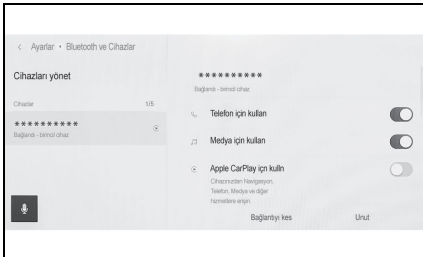 < Ayarlar • Bluetooth ve Cihazlar
Cihazları yönet
Cihazlar 1/5
**********
Bağlandı - birincil cihaz
**********
Bağlandı - birincil cihaz
Telefon için kullan
Medya için kullan
Apple CarPlay içn kulln
Cihazınızdan Navigasyon,
Telefon, Medya ve diğer
hizmetlere erişin.
Bağlantıyı kes Unut